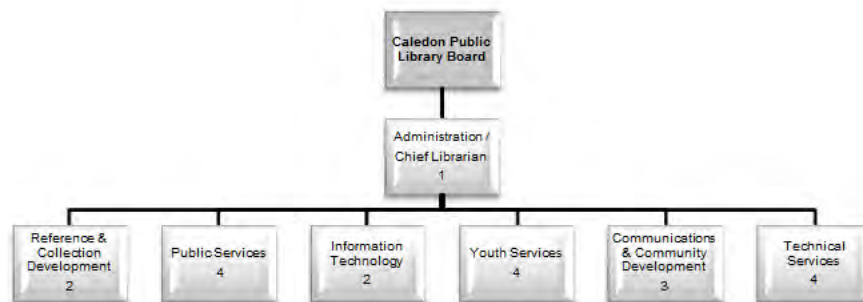 Caledon Public
Library Board
Administration /
Chief Librarian
1
Reference &
Collection
Development
2
Public Services
4
Information
Technology
2
Youth Services
4
Communications
& Community
Development
3
Technical
Services
4